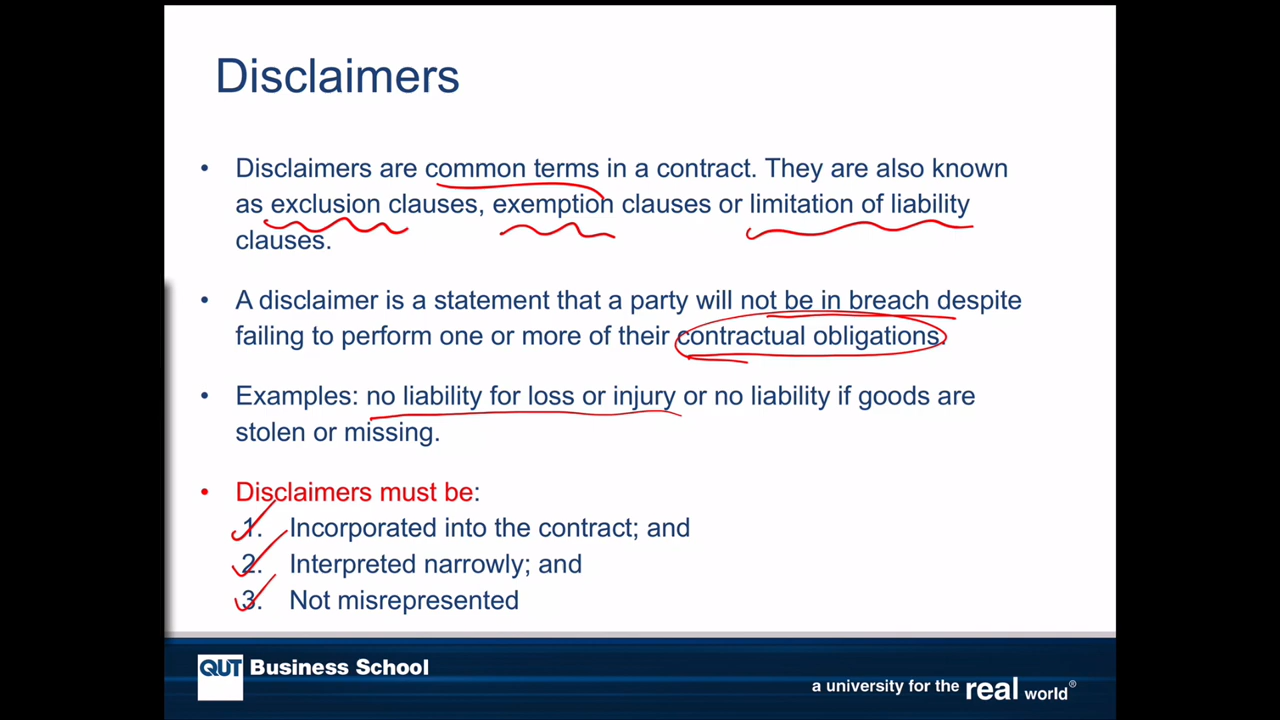 Disclaimers
• Disclaimers are common terms in a contract. They are also known
as exclusion clauses, exemption clauses or limitation of liability
clauses.
• A disclaimer is a statement that a party will not be in breach despite
failing to perform one or more of their contractual obligations.
• Examples: no liability for loss or injury or no liability if goods are
stolen or missing.
• Disclaimers must be:
1. Incorporated into the contract; and
2. Interpreted narrowly; and
3. Not misrepresented
QUT Business School
a university for the real world®